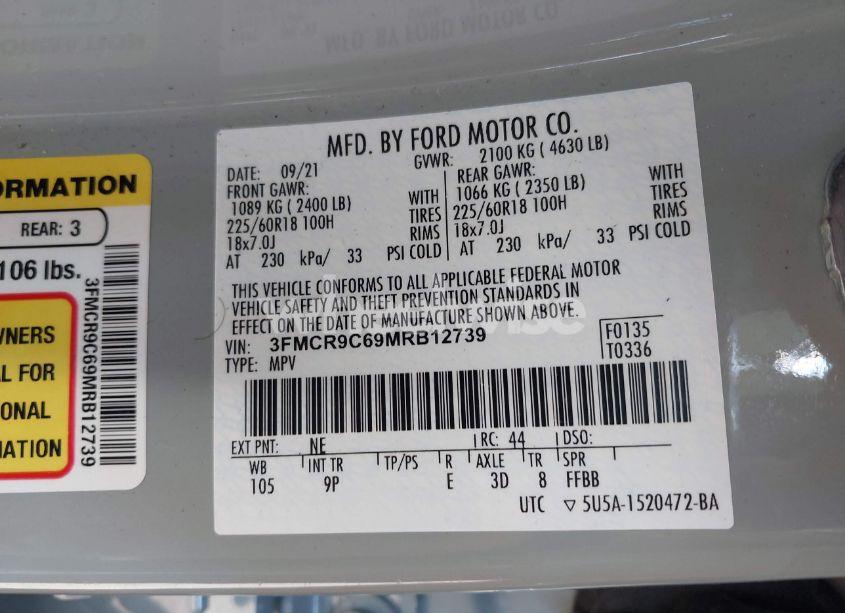 MFD. BY FORD MOTOR CO.
DATE: 09/21 GVWR: 2100 KG ( 4630 LB)
FRONT GAWR: REAR GAWR:
1089 KG ( 2400 LB) WITH 1066 KG ( 2350 LB) WITH
225/60R18 100H TIRES 225/60R18 100H TIRES
18x7.0J RIMS 18x7.0J RIMS
AT 230 kPa/ 33 PSI COLD AT 230 kPa/ 33 PSI COLD
THIS VEHICLE CONFORMS TO ALL APPLICABLE FEDERAL MOTOR
VEHICLE SAFETY AND THEFT PREVENTION STANDARDS IN
EFFECT ON THE DATE OF MANUFACTURE SHOWN ABOVE.
VIN: 3FMCR9C69MRB12739 F0135
TYPE: MPV T0336
EXT PNT: NE RC: 44 DSO:
WB INT TR TP/PS R AXLE TR SPR
105 9P E 3D 8 FFBB
UTC ▽ 5U5A-1520472-BA
ORMATION
REAR: 3
106 lbs.
WNERS
AL FOR
IONAL
MATION
3FMCR9C69MRB12739